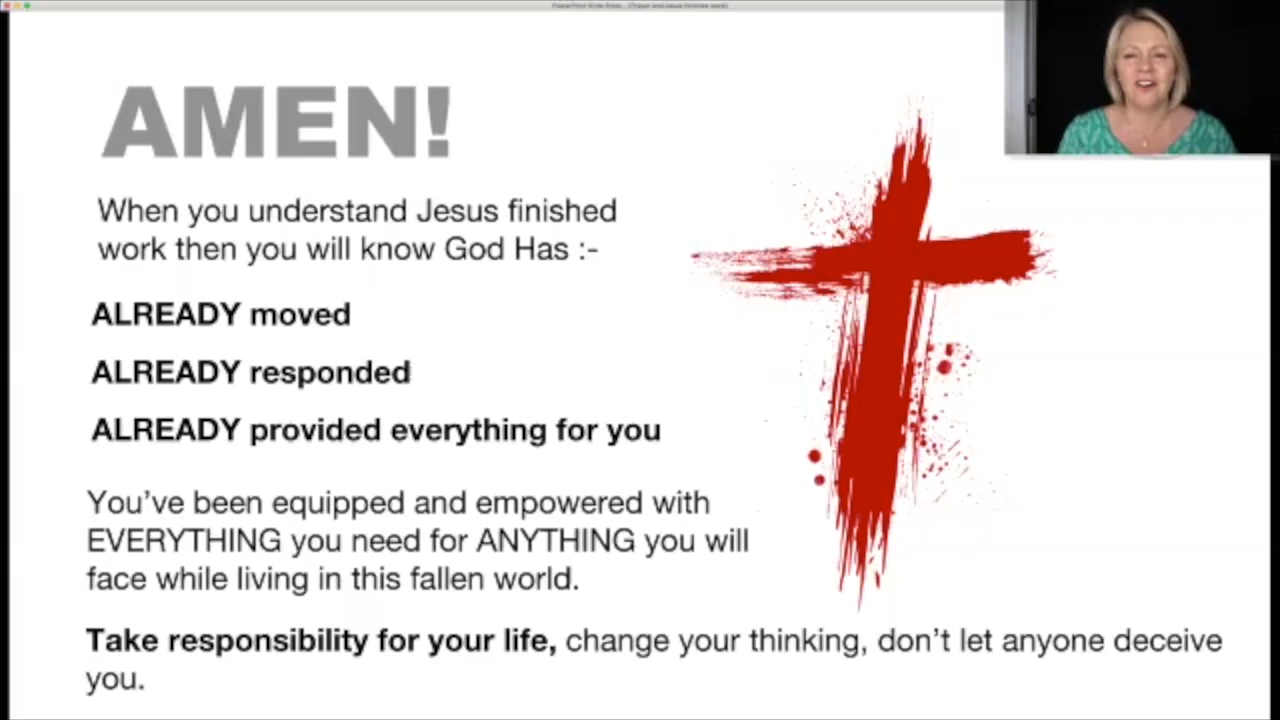 AMEN!
When you understand Jesus finished
work then you will know God Has :-
ALREADY moved
ALREADY responded
ALREADY provided everything for you
You've been equipped and empowered with
EVERYTHING you need for ANYTHING you will
face while living in this fallen world.
Take responsibility for your life, change your thinking, don't let anyone deceive
you.